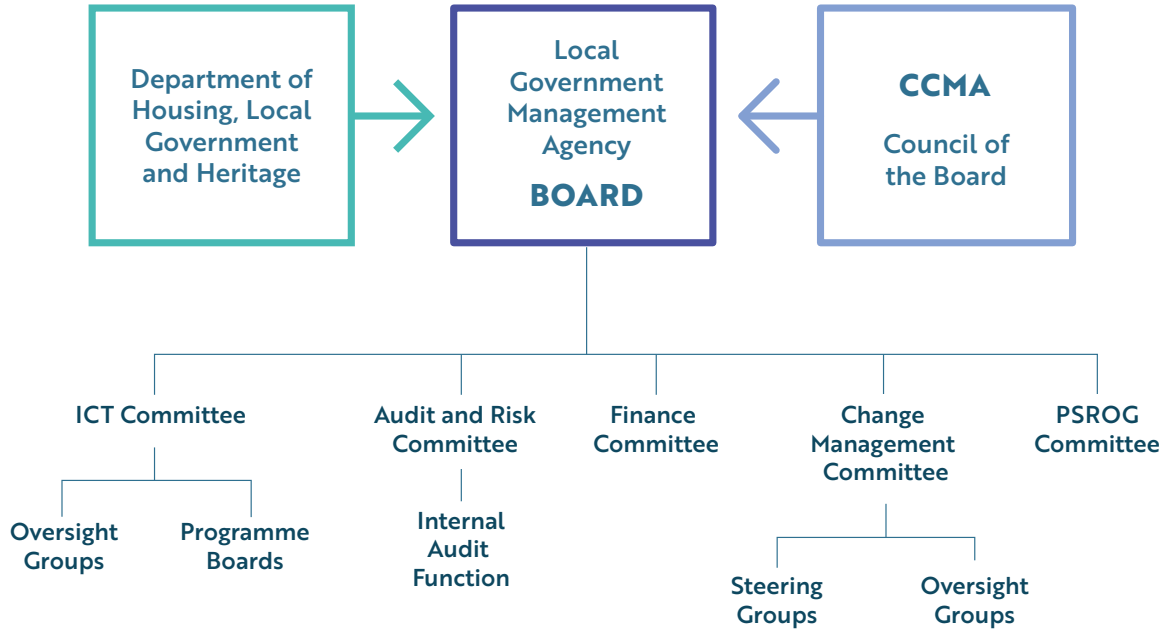 Department of
Housing, Local
Government
and Heritage
Local
Government
Management
Agency
BOARD
CCMA
Council of
the Board
ICT Committee
Oversight
Groups
Programme
Boards
Audit and Risk
Committee
Internal
Audit
Function
Finance
Committee
Change
Management
Committee
Steering
Groups
Oversight
Groups
PSROG
Committee